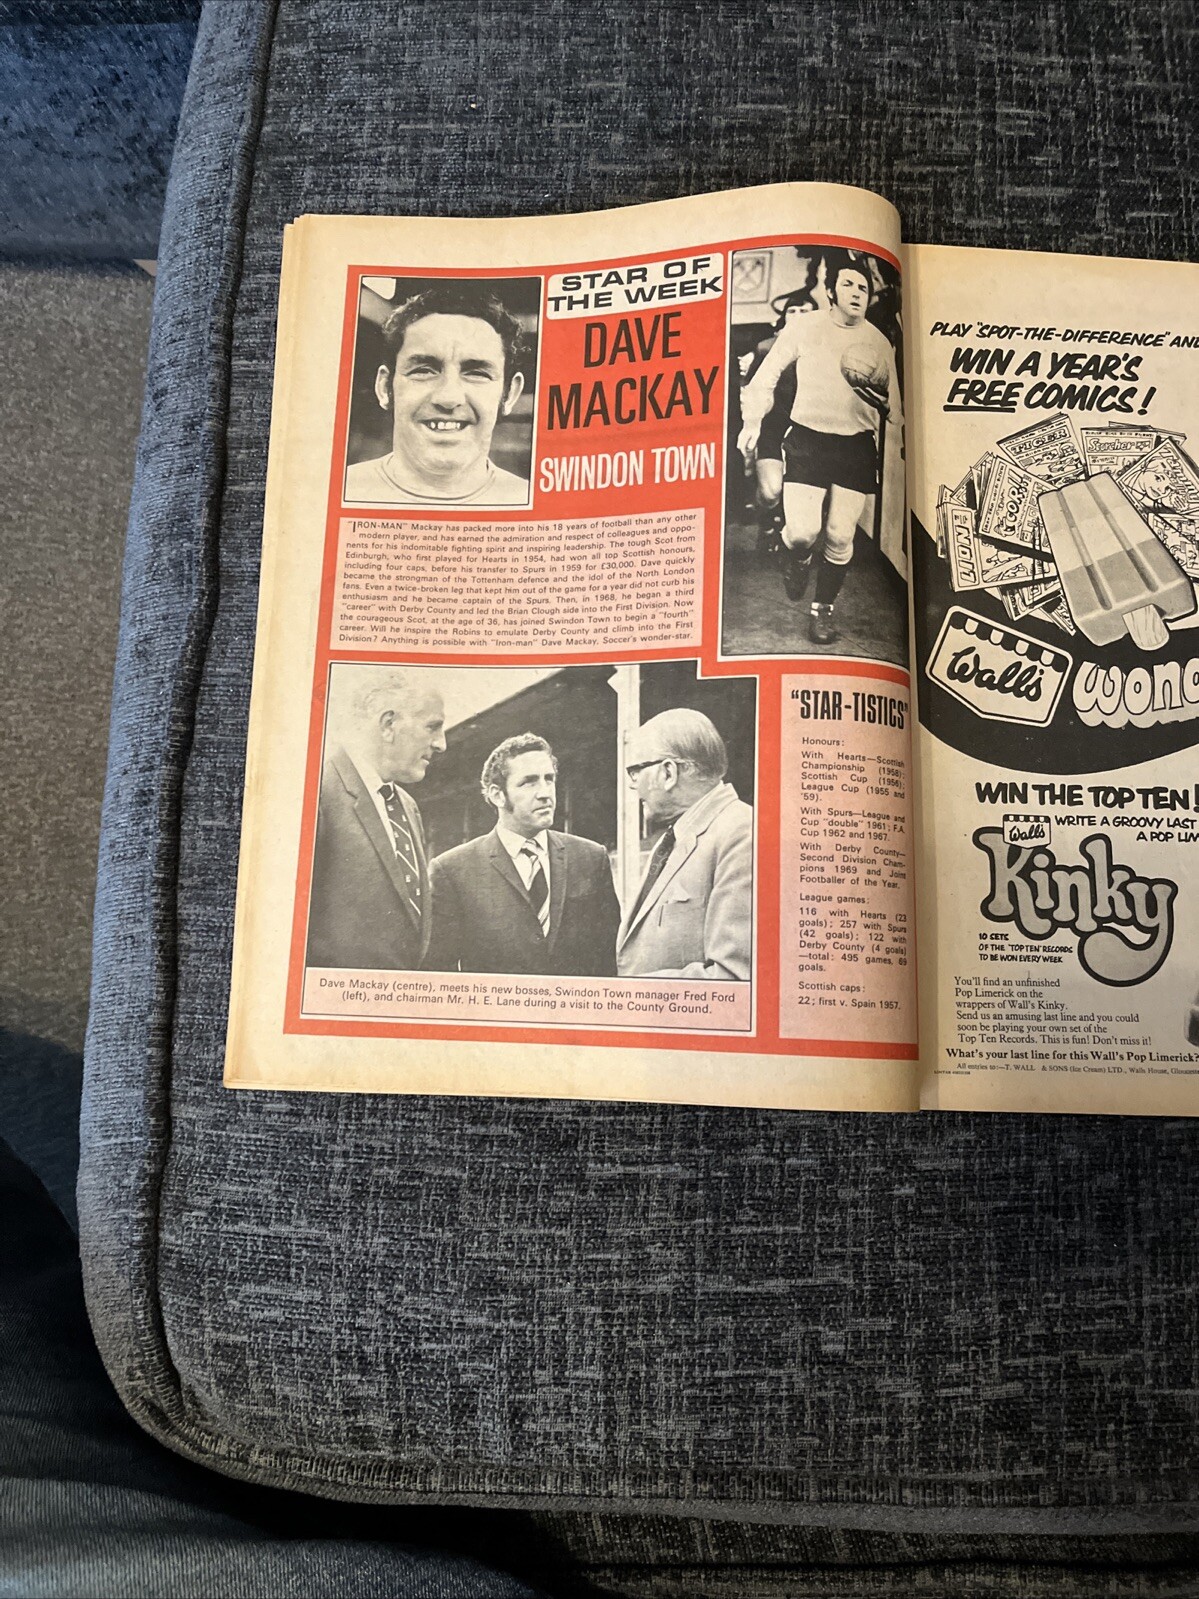 STAR OF
THE WEEK
DAVE
MACKAY
SWINDON TOWN
"IRON-MAN" Mackay has packed more into his 18 years of football than any other
modern player, and has earned the admiration and respect of colleagues and oppo-
nents for his indomitable fighting spirit and inspiring leadership. The tough Scot from
Edinburgh, who first played for Hearts in 1954, had won all top Scottish honours,
including four caps, before his transfer to Spurs in 1959 for £30,000. Dave quickly
became the strongman of the Tottenham defence and the idol of the North London
fans. Even a twice-broken leg that kept him out of the game for a year did not curb his
enthusiasm and he became captain of the Spurs. Then, in 1968, he began a third
"career" with Derby County and led the Brian Clough side into the First Division. Now
the courageous Scot, at the age of 36, has joined Swindon Town to begin a "fourth"
career. Will he inspire the Robins to emulate Derby County and climb into the First
Division? Anything is possible with "Iron-man" Dave Mackay, Soccer's wonder-star.
Dave Mackay (centre), meets his new bosses, Swindon Town manager Fred Ford
(left), and chairman Mr. H. E. Lane during a visit to the County Ground.
"STAR-TISTICS"
Honours:
With Hearts—Scottish
Championship (1958);
Scottish Cup (1956);
League Cup (1955 and
'59).
With Spurs—League and
Cup "double" 1961; F.A.
Cup 1962 and 1967.
With Derby County—
Second Division Cham-
pions 1969 and Joint
Footballer of the Year.
League games:
116 with Hearts (23
goals); 257 with Spurs
(42 goals); 122 with
Derby County (4 goals)
—total: 495 games, 69
goals.
Scottish caps:
22; first v. Spain 1957.
PLAY "SPOT-THE-DIFFERENCE" AND
WIN A YEAR'S
FREE COMICS!
TIGER
Scorcher
COR!!
LION
Wall's
WIN THE TOP TEN!
Wall's
WRITE A GROOVY LAST
A POP LIM
Kinky
10 SETS
OF THE 'TOP TEN' RECORDS
TO BE WON EVERY WEEK
You'll find an unfinished
Pop Limerick on the
wrappers of Wall's Kinky.
Send us an amusing last line and you could
soon be playing your own set of the
Top Ten Records. This is fun! Don't miss it!
What's your last line for this Wall's Pop Limerick?
All entries to:—T. WALL & SONS (Ice Cream) LTD., Walls House,